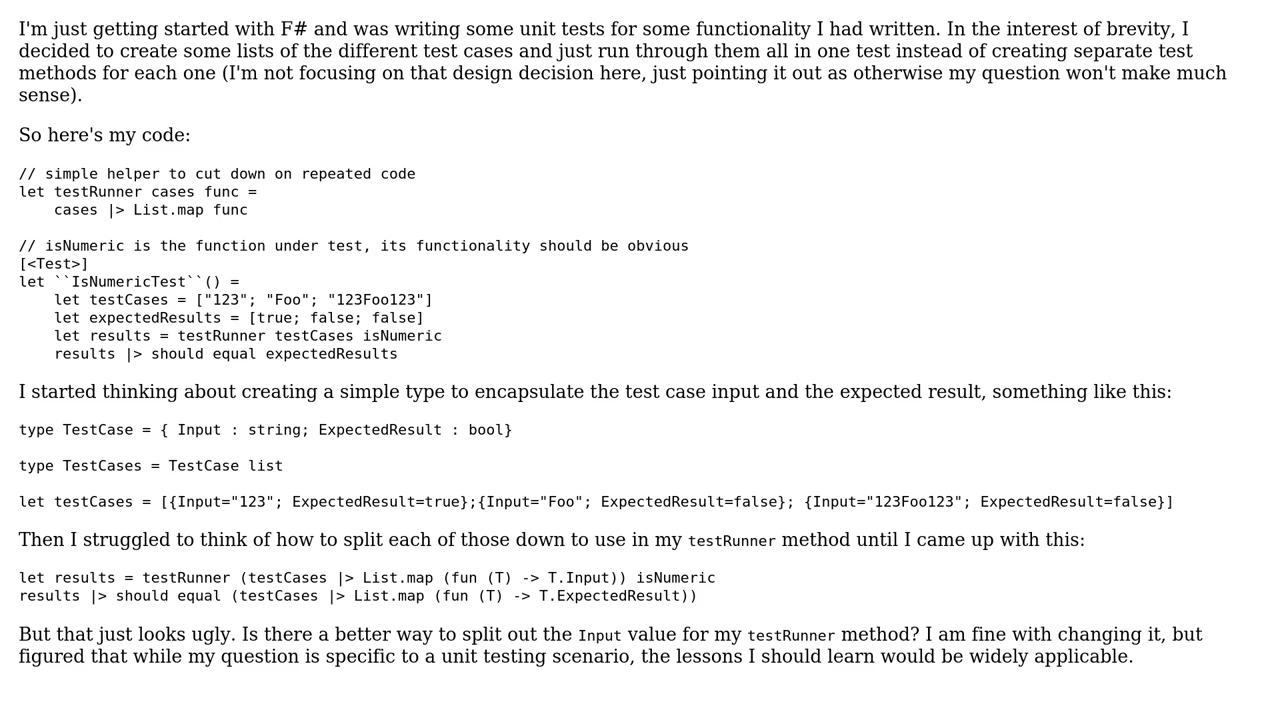 I'm just getting started with F# and was writing some unit tests for some functionality I had written. In the interest of brevity, I
decided to create some lists of the different test cases and just run through them all in one test instead of creating separate test
methods for each one (I'm not focusing on that design decision here, just pointing it out as otherwise my question won't make much
sense).

So here's my code:

// simple helper to cut down on repeated code
let testRunner cases func =
    cases |> List.map func

// isNumeric is the function under test, its functionality should be obvious
[<Test>]
let ``IsNumericTest``() =
    let testCases = ["123"; "Foo"; "123Foo123"]
    let expectedResults = [true; false; false]
    let results = testRunner testCases isNumeric
    results |> should equal expectedResults

I started thinking about creating a simple type to encapsulate the test case input and the expected result, something like this:

type TestCase = { Input : string; ExpectedResult : bool}

type TestCases = TestCase list

let testCases = [{Input="123"; ExpectedResult=true};{Input="Foo"; ExpectedResult=false}; {Input="123Foo123"; ExpectedResult=false}]

Then I struggled to think of how to split each of those down to use in my testRunner method until I came up with this:

let results = testRunner (testCases |> List.map (fun (T) -> T.Input)) isNumeric
results |> should equal (testCases |> List.map (fun (T) -> T.ExpectedResult))

But that just looks ugly. Is there a better way to split out the Input value for my testRunner method? I am fine with changing it, but
figured that while my question is specific to a unit testing scenario, the lessons I should learn would be widely applicable.